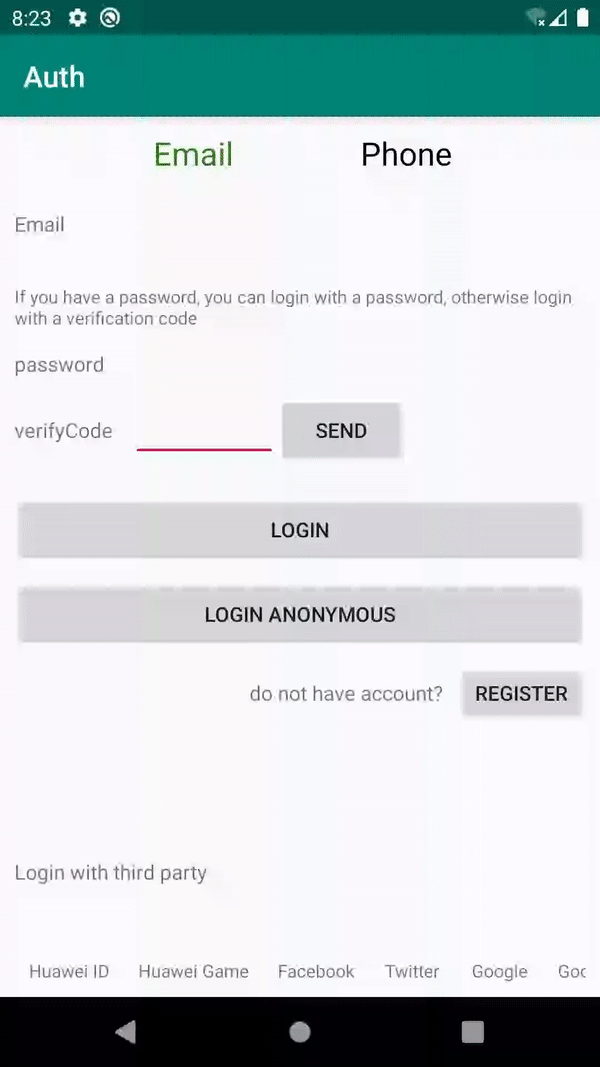 8:23
Auth
Email Phone
Email
If you have a password, you can login with a password, otherwise login
with a verification code
password
verifyCode SEND
LOGIN
LOGIN ANONYMOUS
do not have account? REGISTER
Login with third party
Huawei ID Huawei Game Facebook Twitter Google